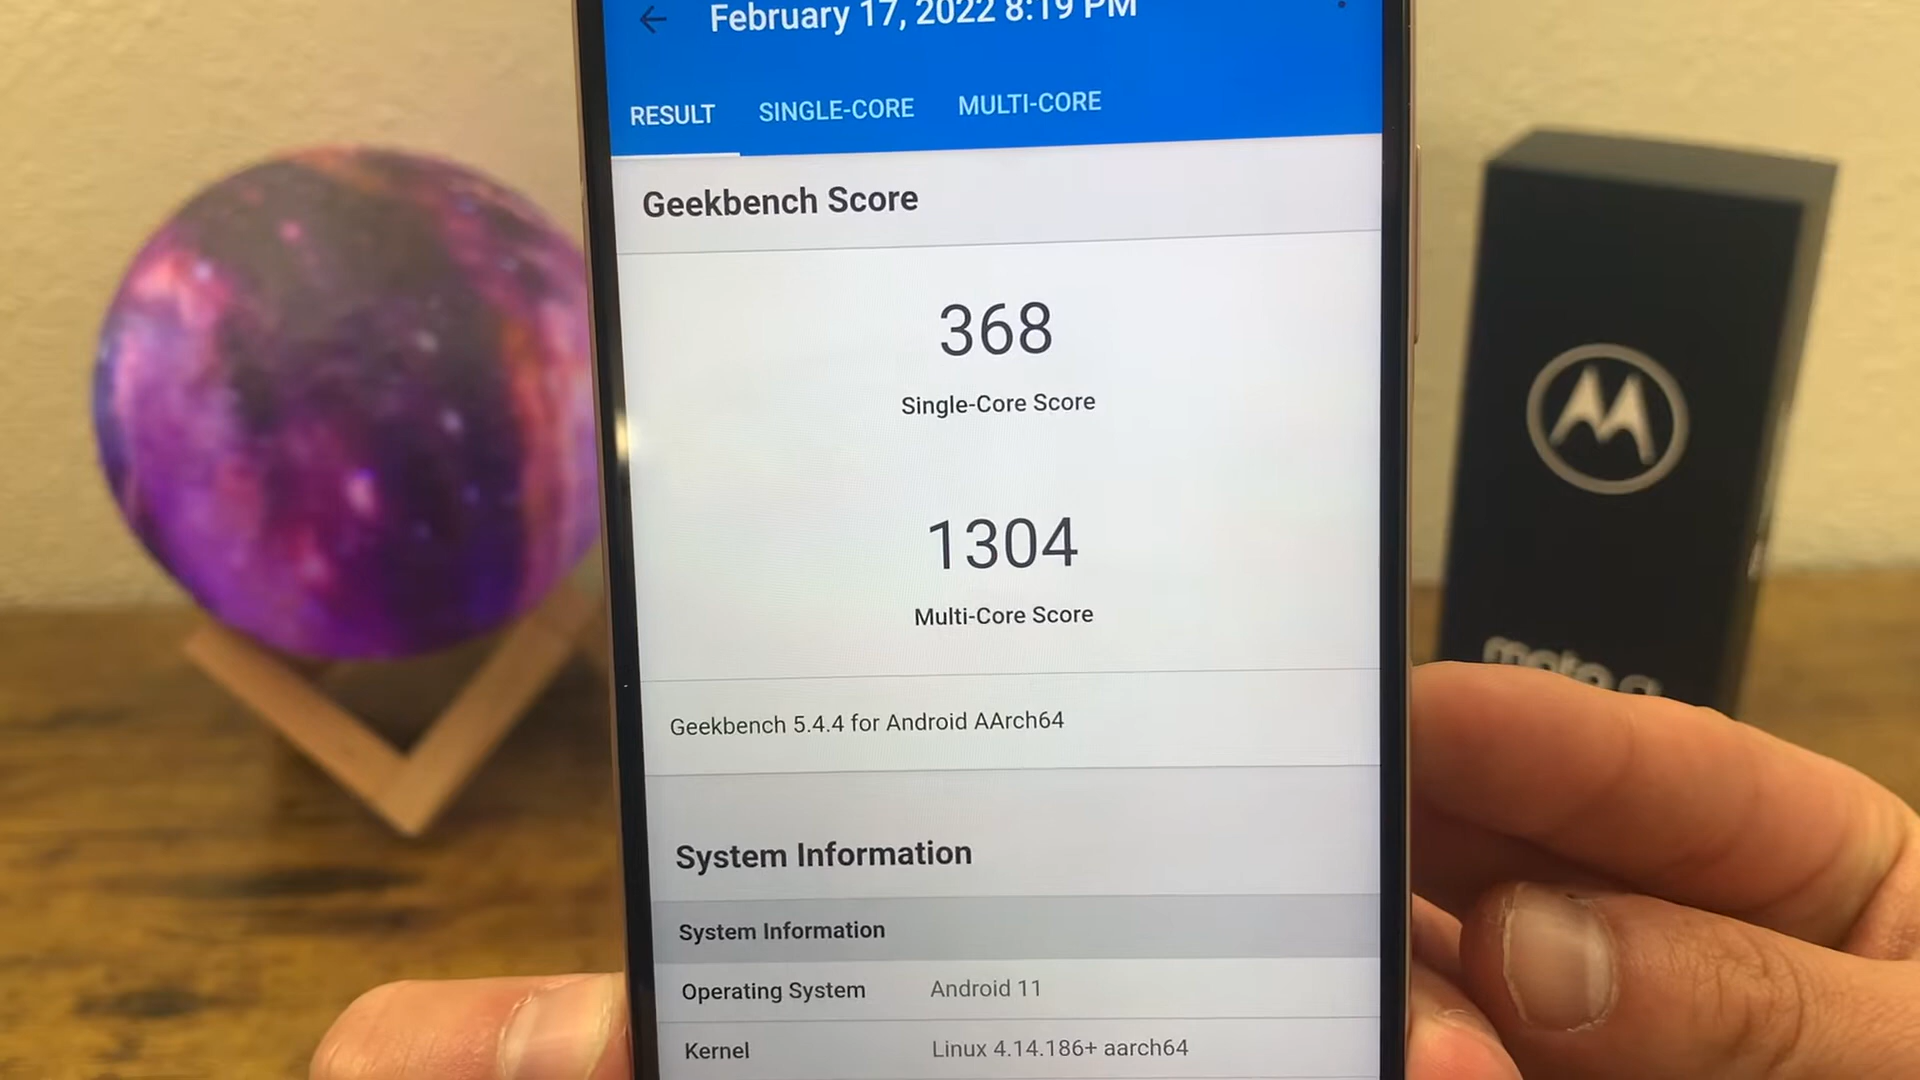 February 17, 2022 8:19 PM
RESULT SINGLE-CORE MULTI-CORE
Geekbench Score
368
Single-Core Score
1304
Multi-Core Score
Geekbench 5.4.4 for Android AArch64
System Information
System Information
Operating System Android 11
Kernel Linux 4.14.186+ aarch64
moto g